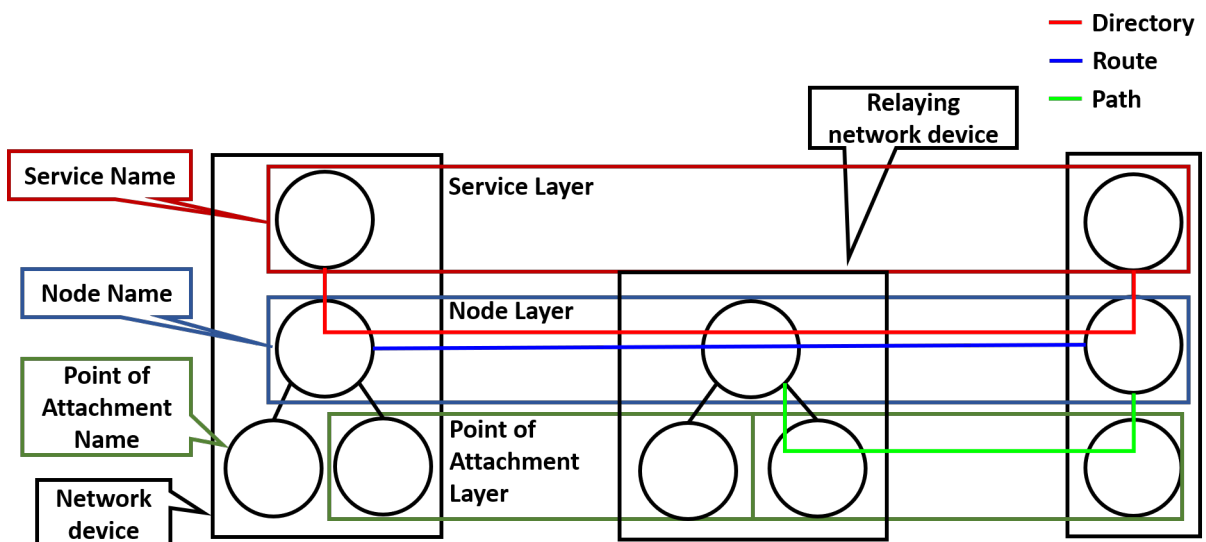 Directory
Route
Path
Relaying
network device
Service Name
Service Layer
Node Name
Node Layer
Point of
Attachment
Name
Point of
Attachment
Layer
Network
device